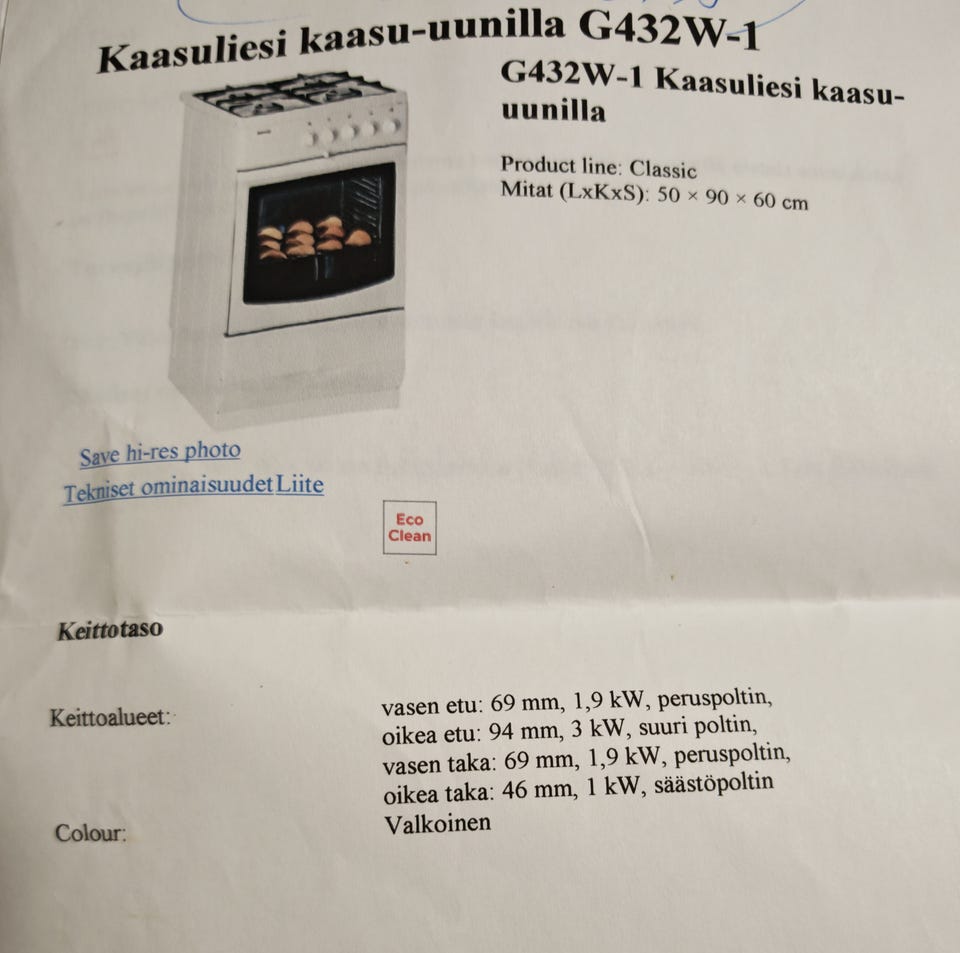 Kaasuliesi kaasu-uunilla G432W-1
G432W-1 Kaasuliesi kaasu-
uunilla
Product line: Classic
Mitat (LxKxS): 50 × 90 × 60 cm
Save hi-res photo
Tekniset ominaisuudet Liite
Eco
Clean
Keittotaso
Keittoalueet:
vasen etu: 69 mm, 1,9 kW, peruspoltin,
oikea etu: 94 mm, 3 kW, suuri poltin,
vasen taka: 69 mm, 1,9 kW, peruspoltin,
oikea taka: 46 mm, 1 kW, säästöpoltin
Colour:
Valkoinen